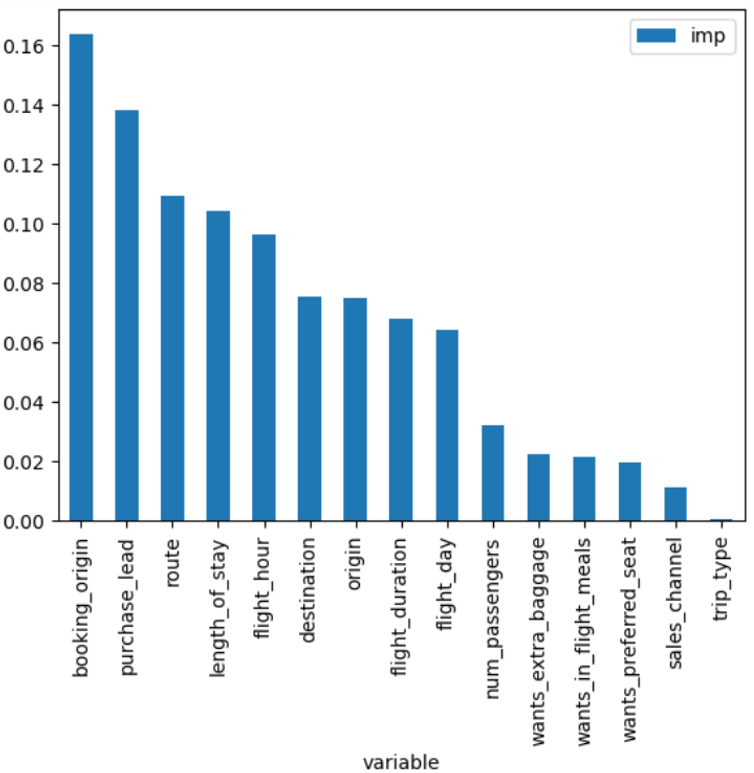 imp
0.16
0.14
0.12
0.10
0.08
0.06
0.04
0.02
0.00
booking_origin
purchase_lead
route
length_of_stay
flight_hour
destination
origin
flight_duration
flight_day
num_passengers
wants_extra_baggage
wants_in_flight_meals
wants_preferred_seat
sales_channel
trip_type
variable